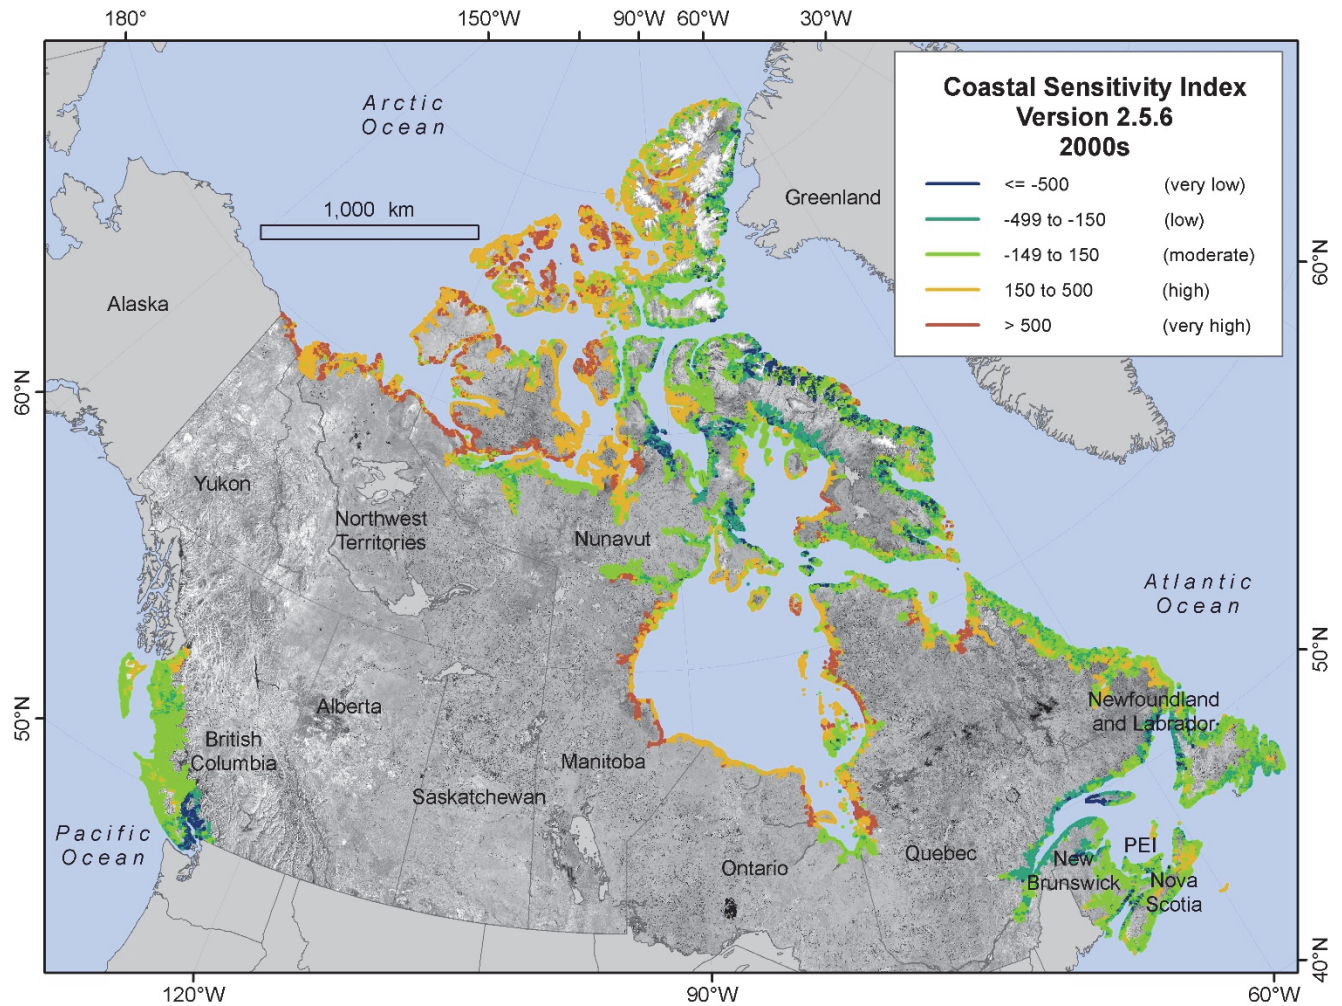 180°
150°W
90°W
60°W
30°W
Arctic
Ocean
Coastal Sensitivity Index
Version 2.5.6
2000s
<= -500 (very low)
-499 to -150 (low)
-149 to 150 (moderate)
150 to 500 (high)
> 500 (very high)
1,000 km
Greenland
Alaska
60°N
60°N
Yukon
Northwest
Territories
Nunavut
Atlantic
Ocean
50°N
50°N
Alberta
British
Columbia
Manitoba
Saskatchewan
Newfoundland
and Labrador
Pacific
Ocean
Ontario
Quebec
PEI
New
Brunswick
Nova
Scotia
40°N
120°W
90°W
60°W